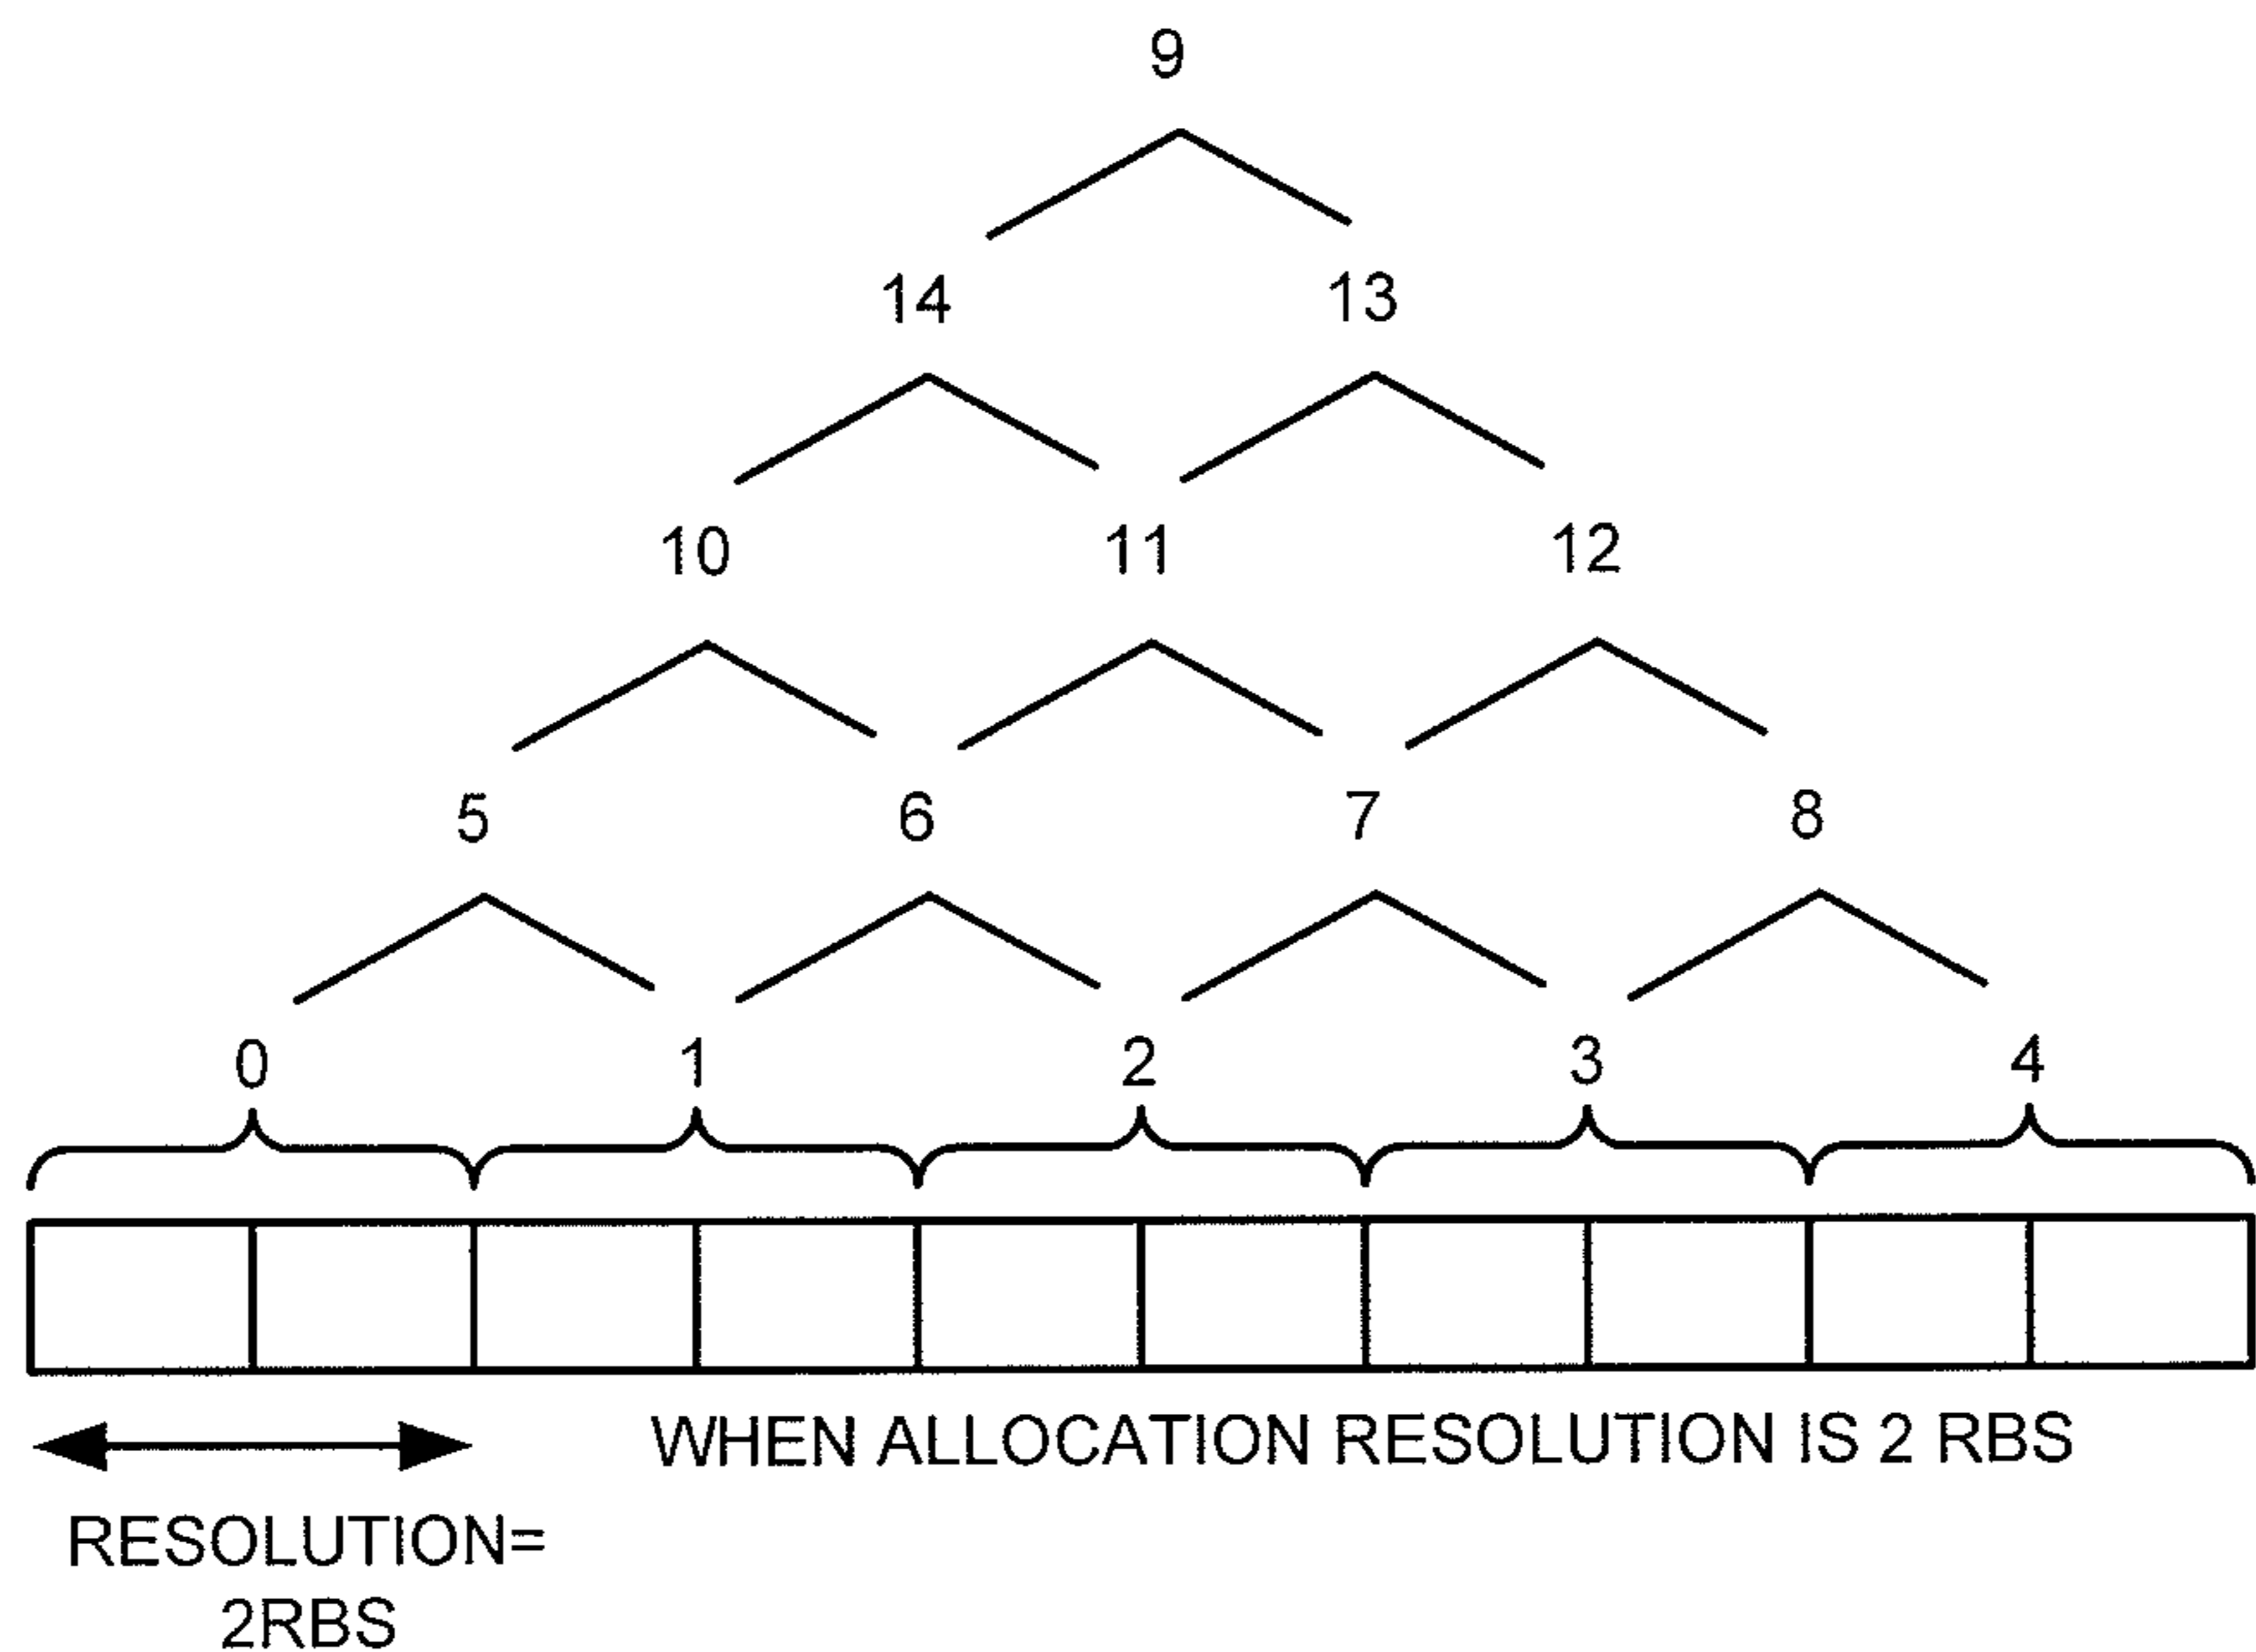 9
14 13
10 11 12
5 6 7 8
0 1 2 3 4
WHEN ALLOCATION RESOLUTION IS 2 RBS
RESOLUTION=
2RBS